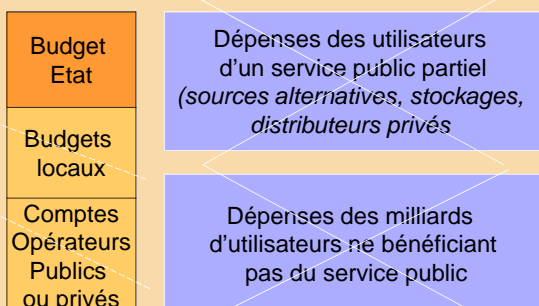 Budget
Etat
Budgets
locaux
Comptes
Opérateurs
Publics
ou privés
Dépenses des utilisateurs
d'un service public partiel
(sources alternatives, stockages,
distributeurs privés
Dépenses des milliards
d'utilisateurs ne bénéficiant
pas du service public